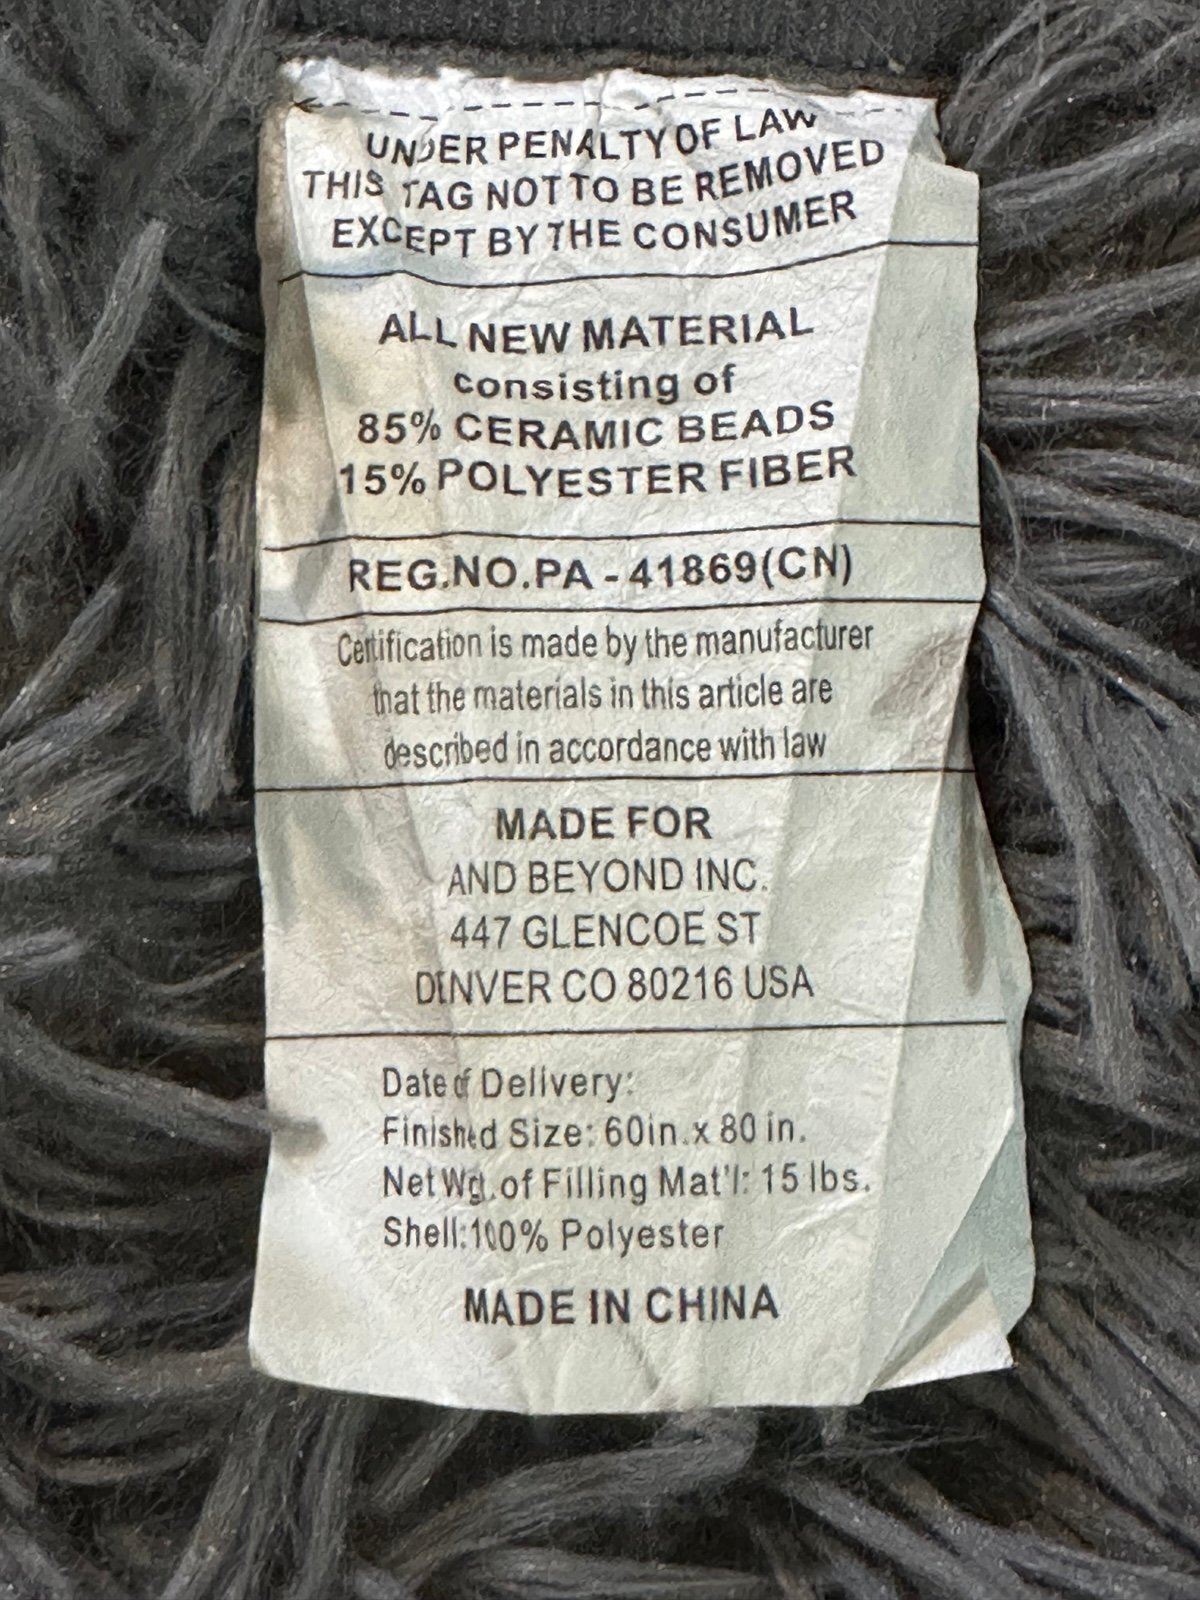 UNDER PENALTY OF LAW
THIS TAG NOT TO BE REMOVED
EXCEPT BY THE CONSUMER
ALL NEW MATERIAL
consisting of
85% CERAMIC BEADS
15% POLYESTER FIBER
REG.NO.PA - 41869(CN)
Certification is made by the manufacturer
that the materials in this article are
described in accordance with law
MADE FOR
AND BEYOND INC.
447 GLENCOE ST
DENVER CO 80216 USA
Date of Delivery:
Finished Size: 60in.x 80 in.
Net Wgt.of Filling Mat'l: 15 lbs.
Shell:100% Polyester
MADE IN CHINA